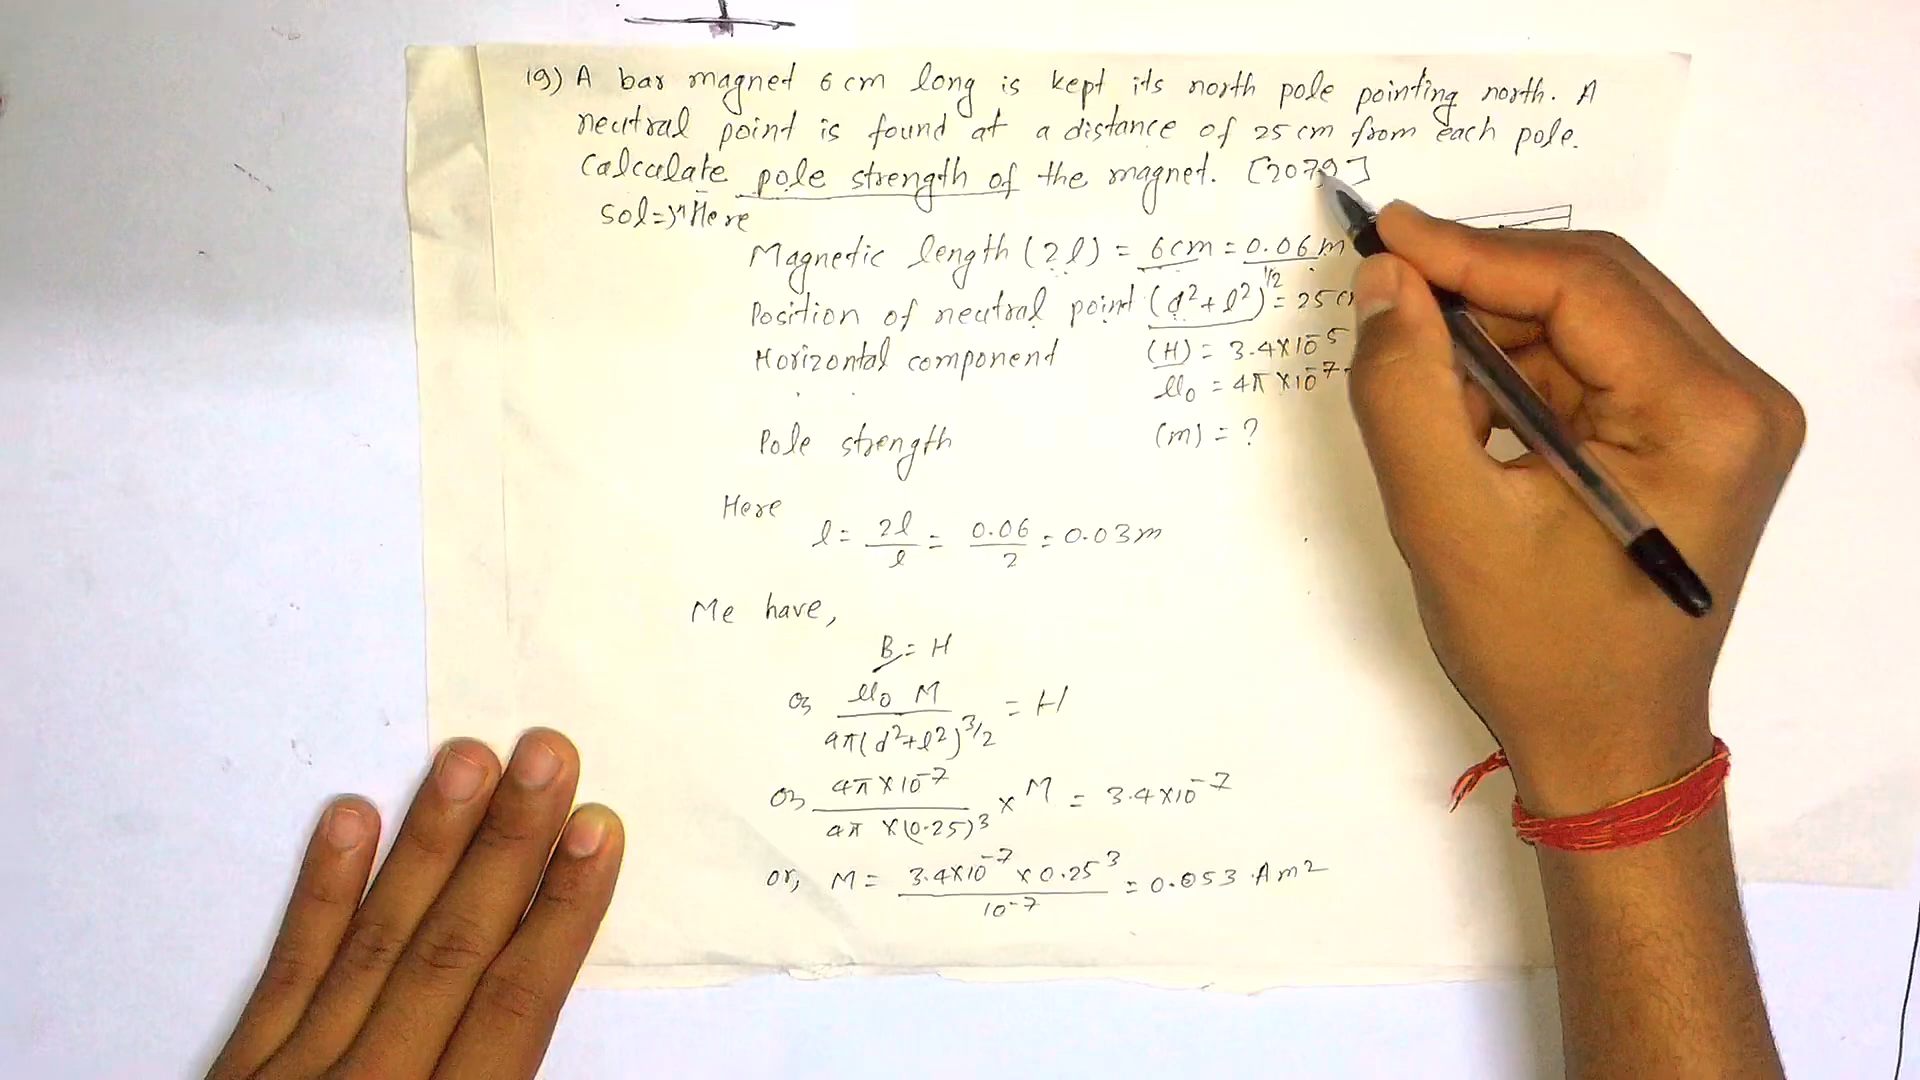 19) A bar magnet 6 cm long is kept its north pole pointing north. A
neutral point is found at a distance of 25 cm from each pole.
Calculate pole strength of the magnet. [2079]
Sol=)ⁿ Here
Magnetic length (2l) = 6cm = 0.06m
Position of neutral point (d²+l²)^1/2 = 25 cm
Horizontal component (H) = 3.4×10^-5
μ₀ = 4π×10^-7
Pole strength (m) = ?
Here
l = 2l/l = 0.06/2 = 0.03m
We have,
B = H
or μ₀ M / 4π(d²+l²)^3/2 = H
or 4π×10^-7 / 4π×(0.25)^3 × M = 3.4×10^-7
or, M = 3.4×10^-7×0.25^3 / 10^-7 = 0.053 Am²